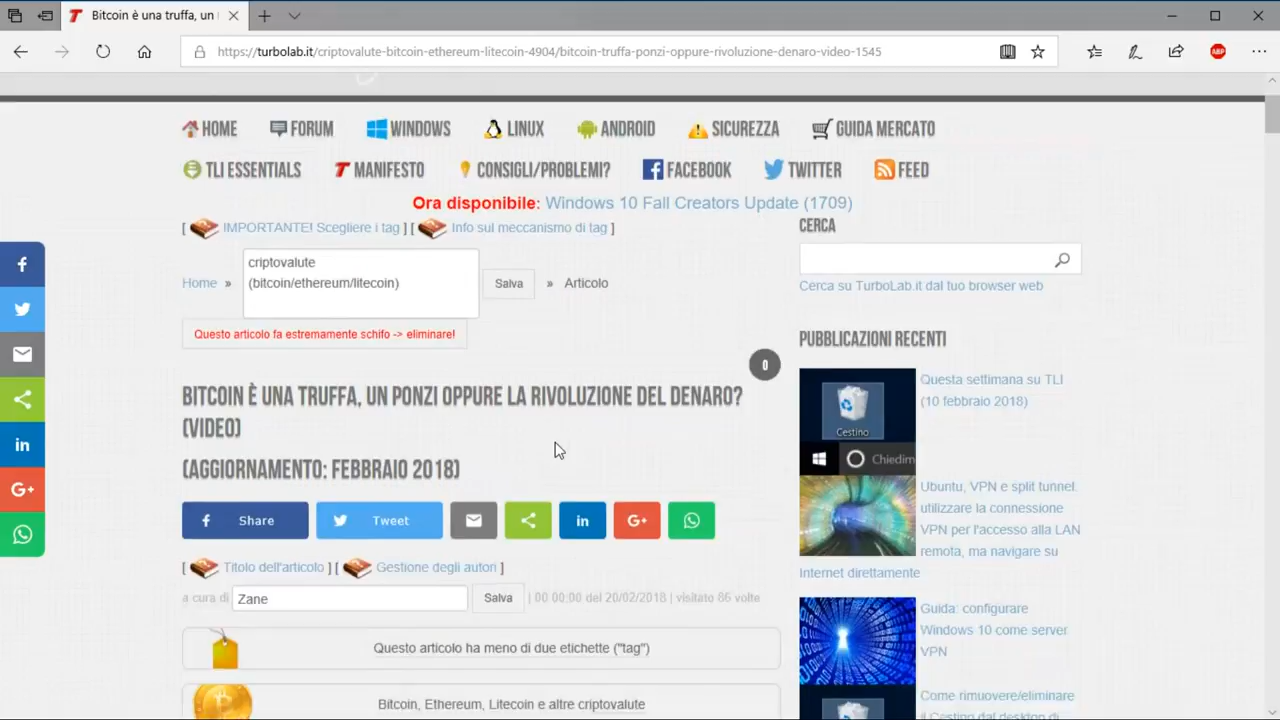 Bitcoin è una truffa, un
https://turbolab.it/criptovalute-bitcoin-ethereum-litecoin-4904/bitcoin-truffa-ponzi-oppure-rivoluzione-denaro-video-1545
ABP
HOME FORUM WINDOWS LINUX ANDROID SICUREZZA GUIDA MERCATO
TLI ESSENTIALS MANIFESTO CONSIGLI/PROBLEMI? FACEBOOK TWITTER FEED
Ora disponibile: Windows 10 Fall Creators Update (1709)
[ IMPORTANTE! Scegliere i tag ] [ Info sul meccanismo di tag ]
Home » criptovalute
(bitcoin/ethereum/litecoin)
Salva » Articolo
Questo articolo fa estremamente schifo -> eliminare!
0
BITCOIN È UNA TRUFFA, UN PONZI OPPURE LA RIVOLUZIONE DEL DENARO?
(VIDEO)
(AGGIORNAMENTO: FEBBRAIO 2018)
Share Tweet in G+
[ Titolo dell'articolo ] [ Gestione degli autori ]
a cura di Zane Salva | 00:00:00 del 20/02/2018 | visitato 86 volte
Questo articolo ha meno di due etichette ("tag")
Bitcoin, Ethereum, Litecoin e altre criptovalute
f
in
G+
CERCA
Cerca su TurboLab.it dal tuo browser web
PUBBLICAZIONI RECENTI
Cestino
Chiedim
Questa settimana su TLI
(10 febbraio 2018)
Ubuntu, VPN e split tunnel:
utilizzare la connessione
VPN per l'accesso alla LAN
remota, ma navigare su
Internet direttamente
Guida: configurare
Windows 10 come server
VPN
Come rimuovere/eliminare
il Cestino dal desktop di